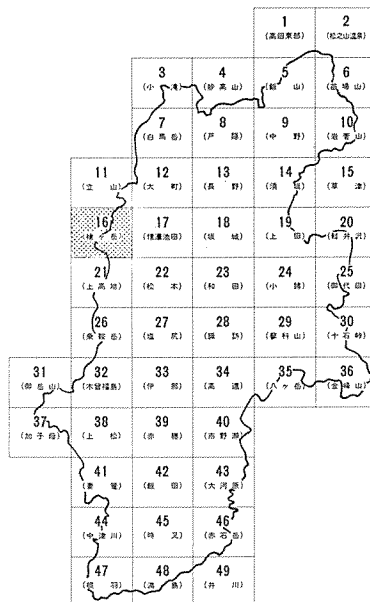 1 2
(高田東部) (松之山温泉)
3 4 5 6
(小滝) (妙高山) (飯山) (苗場山)
7 8 9 10
(白馬岳) (戸隠) (中野) (岩菅山)
11 12 13 14 15
(立山) (大町) (長野) (須坂) (草津)
16 17 18 19 20
(槍ヶ岳) (信濃池田) (坂城) (上田) (軽井沢)
21 22 23 24 25
(上高地) (松本) (和田) (小諸) (御代田)
26 27 28 29 30
(乗鞍岳) (塩尻) (諏訪) (蓼科山) (十石峠)
31 32 33 34 35 36
(御岳山) (木曽福島) (伊那) (高遠) (八ヶ岳) (金峰山)
37 38 39 40
(加子母) (上松) (赤穂) (市野瀬)
41 42 43
(妻籠) (飯田) (大河原)
44 45 46
(中津川) (時又) (赤石岳)
47 48 49
(根羽) (満島) (井川)